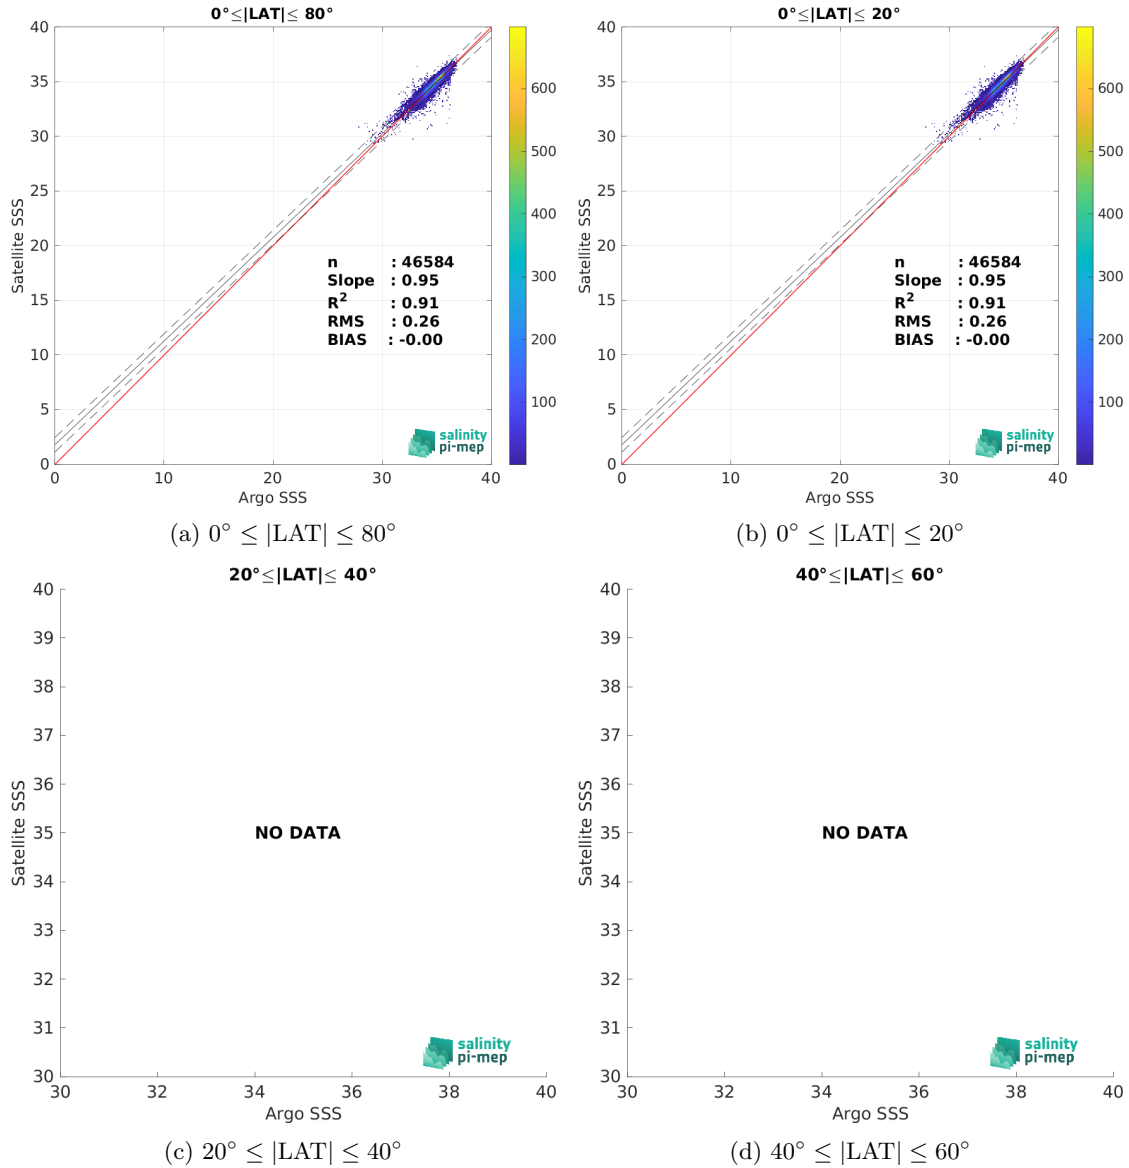 0°≤|LAT|≤ 80°
40
35
30
25
20
15
10
5
0
Satellite SSS
n : 46584
Slope : 0.95
R2 : 0.91
RMS : 0.26
BIAS : -0.00
salinity
pi-mep
0 10 20 30 40
Argo SSS
600
500
400
300
200
100
(a) 0° ≤ |LAT| ≤ 80°
0°≤|LAT|≤ 20°
40
35
30
25
20
15
10
5
0
Satellite SSS
n : 46584
Slope : 0.95
R2 : 0.91
RMS : 0.26
BIAS : -0.00
salinity
pi-mep
0 10 20 30 40
Argo SSS
600
500
400
300
200
100
(b) 0° ≤ |LAT| ≤ 20°
20°≤|LAT|≤ 40°
40
39
38
37
36
35
34
33
32
31
30
Satellite SSS
NO DATA
salinity
pi-mep
30 32 34 36 38 40
Argo SSS
(c) 20° ≤ |LAT| ≤ 40°
40°≤|LAT|≤ 60°
40
39
38
37
36
35
34
33
32
31
30
Satellite SSS
NO DATA
salinity
pi-mep
30 32 34 36 38 40
Argo SSS
(d) 40° ≤ |LAT| ≤ 60°